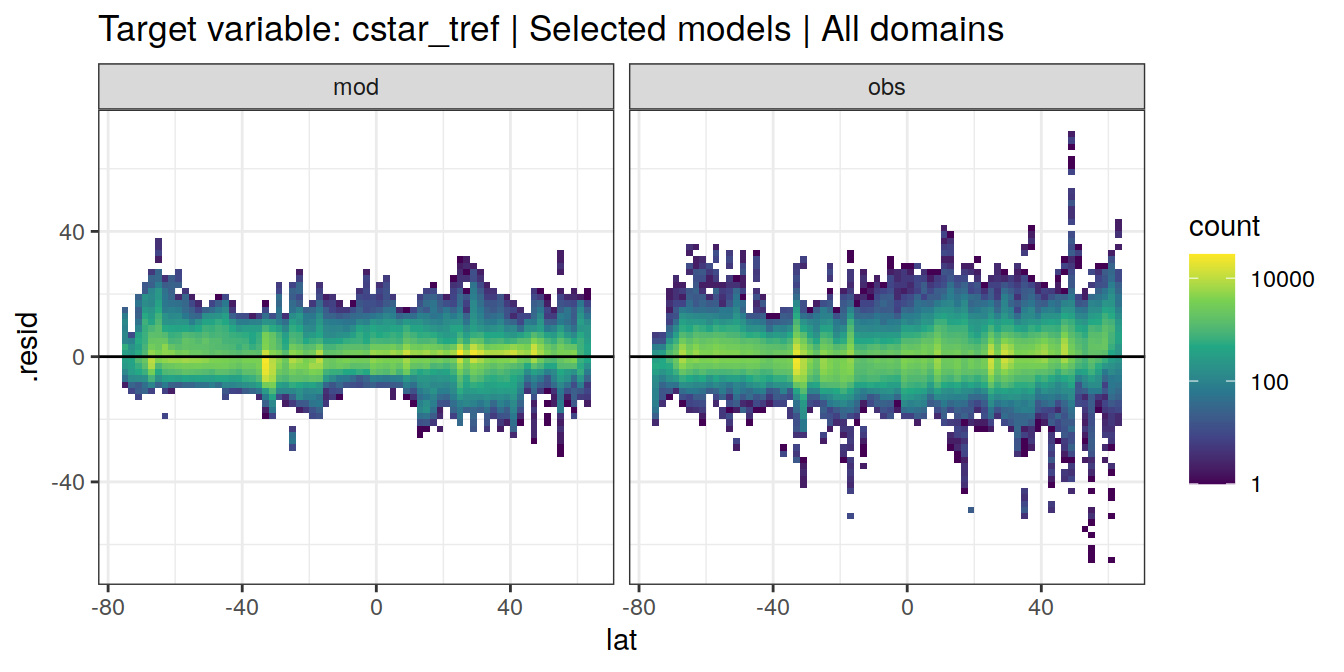 Target variable: cstar_tref | Selected models | All domains
mod
obs
.resid
40
0
-40
-80
-40
0
40
-80
-40
0
40
lat
count
10000
100
1